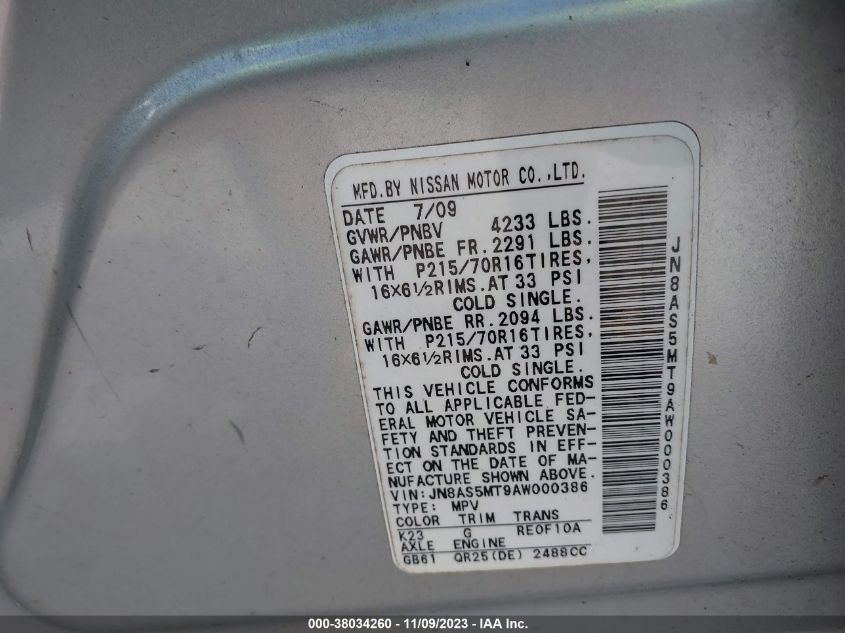 MFD.BY NISSAN MOTOR CO.,LTD.
DATE 7/09
GVWR/PNBV 4233 LBS.
GAWR/PNBE FR.2291 LBS.
WITH P215/70R16TIRES,
16X6½RIMS.AT 33 PSI
COLD SINGLE.
GAWR/PNBE RR.2094 LBS.
WITH P215/70R16TIRES,
16X6½RIMS.AT 33 PSI
COLD SINGLE.
THIS VEHICLE CONFORMS
TO ALL APPLICABLE FED-
ERAL MOTOR VEHICLE SA-
FETY AND THEFT PREVEN-
TION STANDARDS IN EFF-
ECT ON THE DATE OF MA-
NUFACTURE SHOWN ABOVE.
VIN:JN8AS5MT9AW000386
TYPE: MPV
COLOR TRIM TRANS
K23 G RE0F10A
AXLE ENGINE
GB61 QR25(DE) 2488CC
JN8AS5MT9AW000386
000-38034260 - 11/09/2023 - IAA Inc.